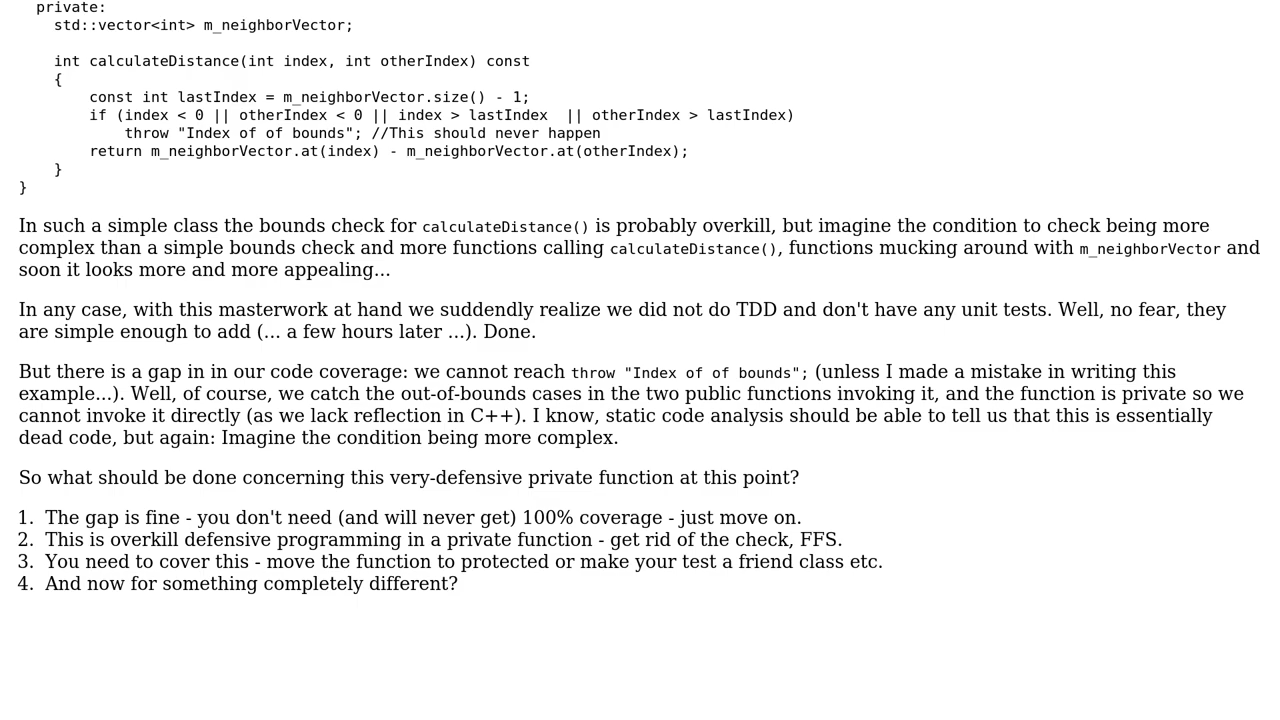 private:
std::vector<int> m_neighborVector;
int calculateDistance(int index, int otherIndex) const
{
const int lastIndex = m_neighborVector.size() - 1;
if (index < 0 || otherIndex < 0 || index > lastIndex  || otherIndex > lastIndex)
throw "Index of of bounds"; //This should never happen
return m_neighborVector.at(index) - m_neighborVector.at(otherIndex);
}
}
In such a simple class the bounds check for calculateDistance() is probably overkill, but imagine the condition to check being more
complex than a simple bounds check and more functions calling calculateDistance(), functions mucking around with m_neighborVector and
soon it looks more and more appealing...
In any case, with this masterwork at hand we suddendly realize we did not do TDD and don't have any unit tests. Well, no fear, they
are simple enough to add (... a few hours later ...). Done.
But there is a gap in in our code coverage: we cannot reach throw "Index of of bounds"; (unless I made a mistake in writing this
example...). Well, of course, we catch the out-of-bounds cases in the two public functions invoking it, and the function is private so we
cannot invoke it directly (as we lack reflection in C++). I know, static code analysis should be able to tell us that this is essentially
dead code, but again: Imagine the condition being more complex.
So what should be done concerning this very-defensive private function at this point?
1. The gap is fine - you don't need (and will never get) 100% coverage - just move on.
2. This is overkill defensive programming in a private function - get rid of the check, FFS.
3. You need to cover this - move the function to protected or make your test a friend class etc.
4. And now for something completely different?